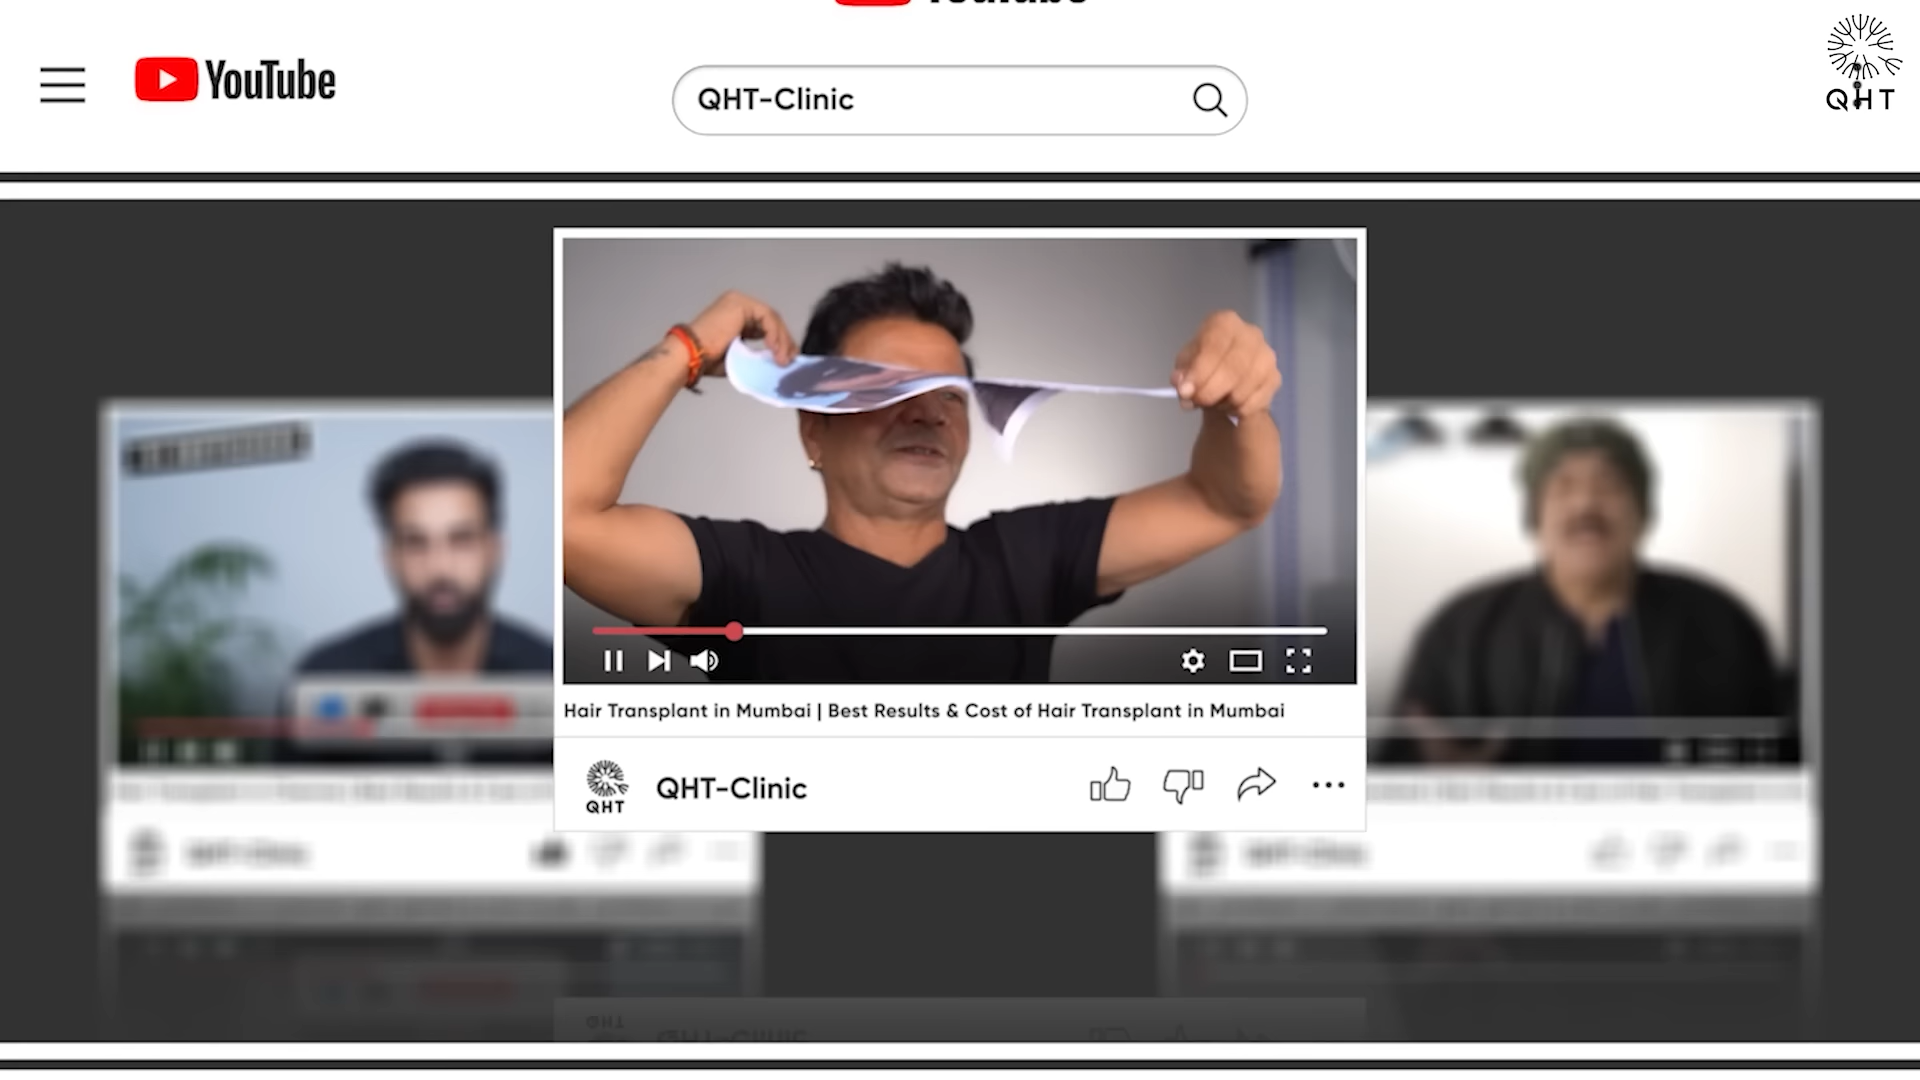 YouTube
YouTube
QHT-Clinic
QHT
Hair Transplant in Mumbai | Best Results & Cost of Hair Transplant in Mumbai
QHT
QHT-Clinic